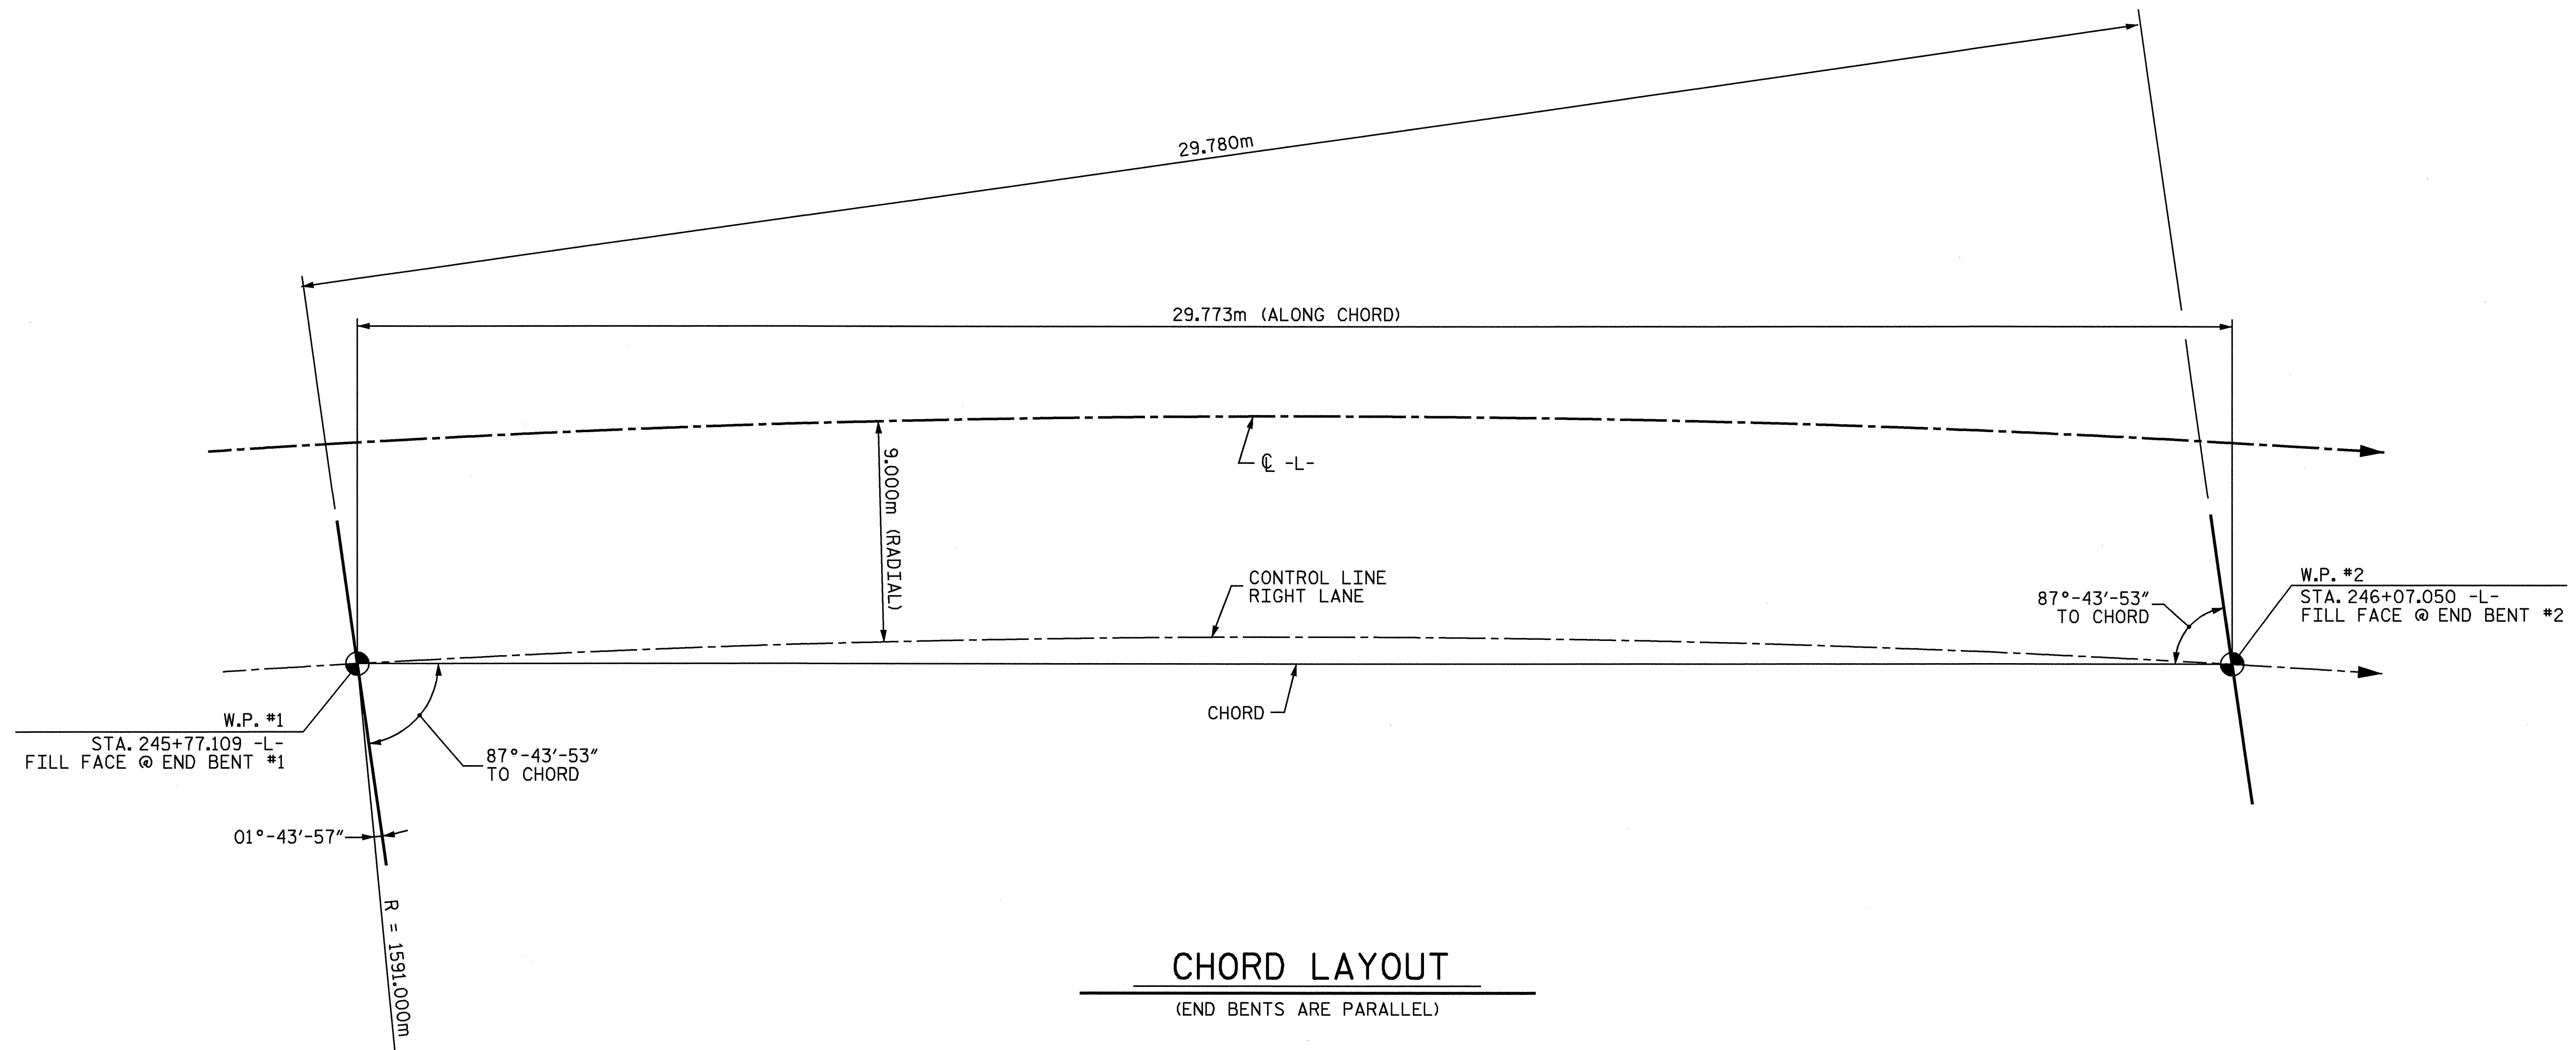 29.780m
29.773m (ALONG CHORD)
℄ -L-
9.000m (RADIAL)
CONTROL LINE
RIGHT LANE
87°-43'-53"
TO CHORD
W.P. #2
STA. 246+07.050 -L-
FILL FACE @ END BENT #2
CHORD
W.P. #1
STA. 245+77.109 -L-
FILL FACE @ END BENT #1
87°-43'-53"
TO CHORD
01°-43'-57"
R = 1591.000m
CHORD LAYOUT
(END BENTS ARE PARALLEL)